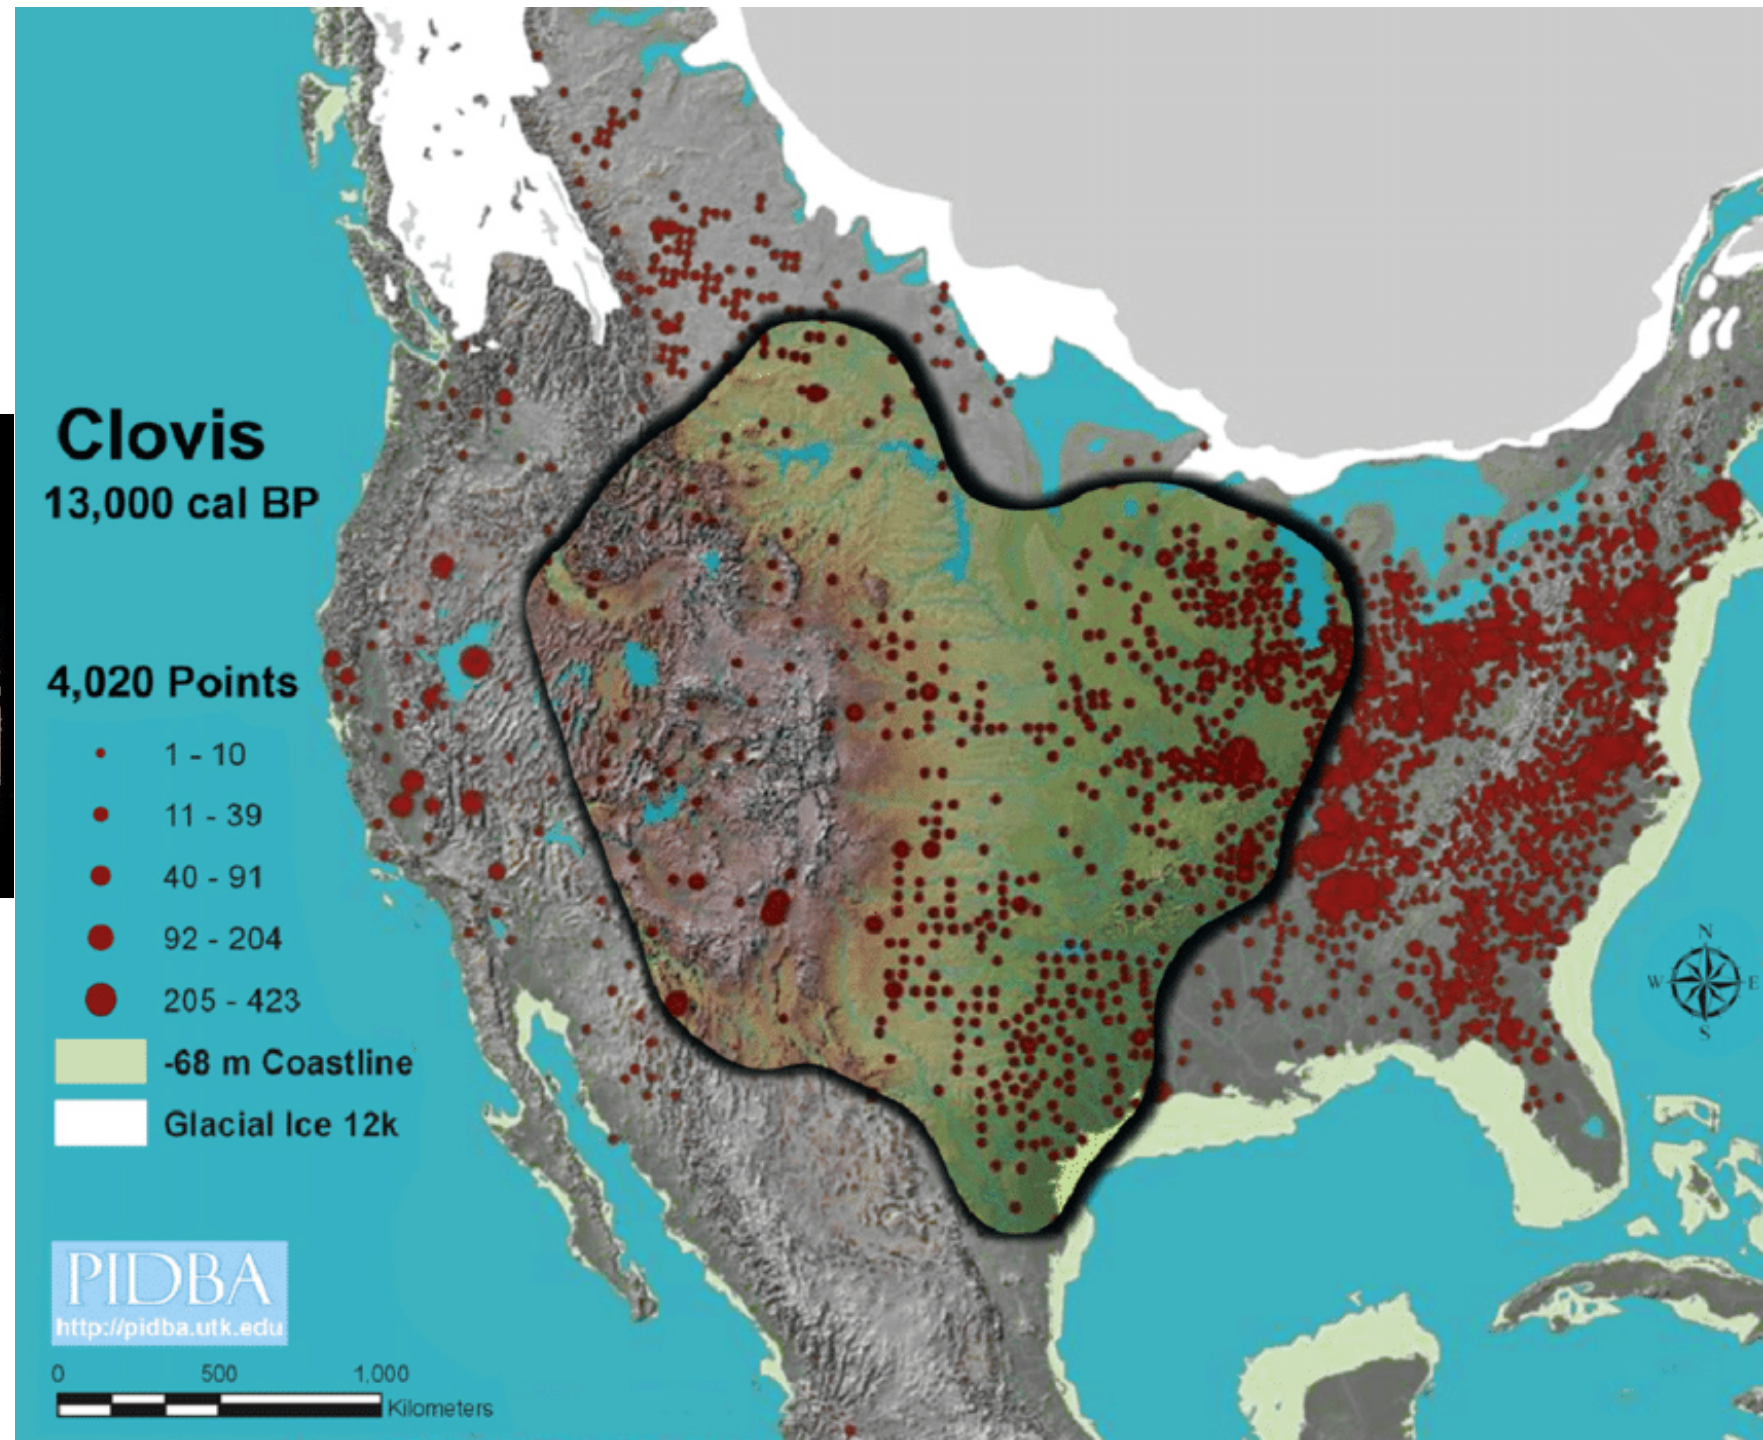 Clovis
13,000 cal BP
4,020 Points
1 - 10
11 - 39
40 - 91
92 - 204
205 - 423
-68 m Coastline
Glacial Ice 12k
PIDBA
http://pidba.utk.edu
0 500 1,000
Kilometers
N
W E
S